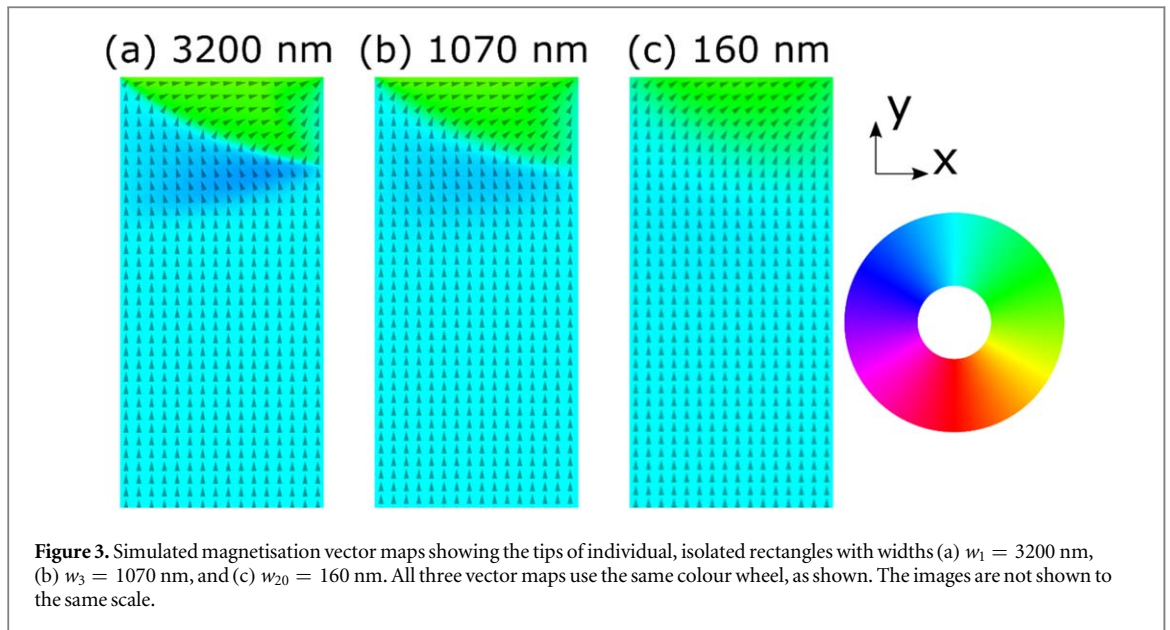 (a) 3200 nm (b) 1070 nm (c) 160 nm
y
x
Figure 3. Simulated magnetisation vector maps showing the tips of individual, isolated rectangles with widths (a) w₁ = 3200 nm,
(b) w₃ = 1070 nm, and (c) w₂₀ = 160 nm. All three vector maps use the same colour wheel, as shown. The images are not shown to
the same scale.